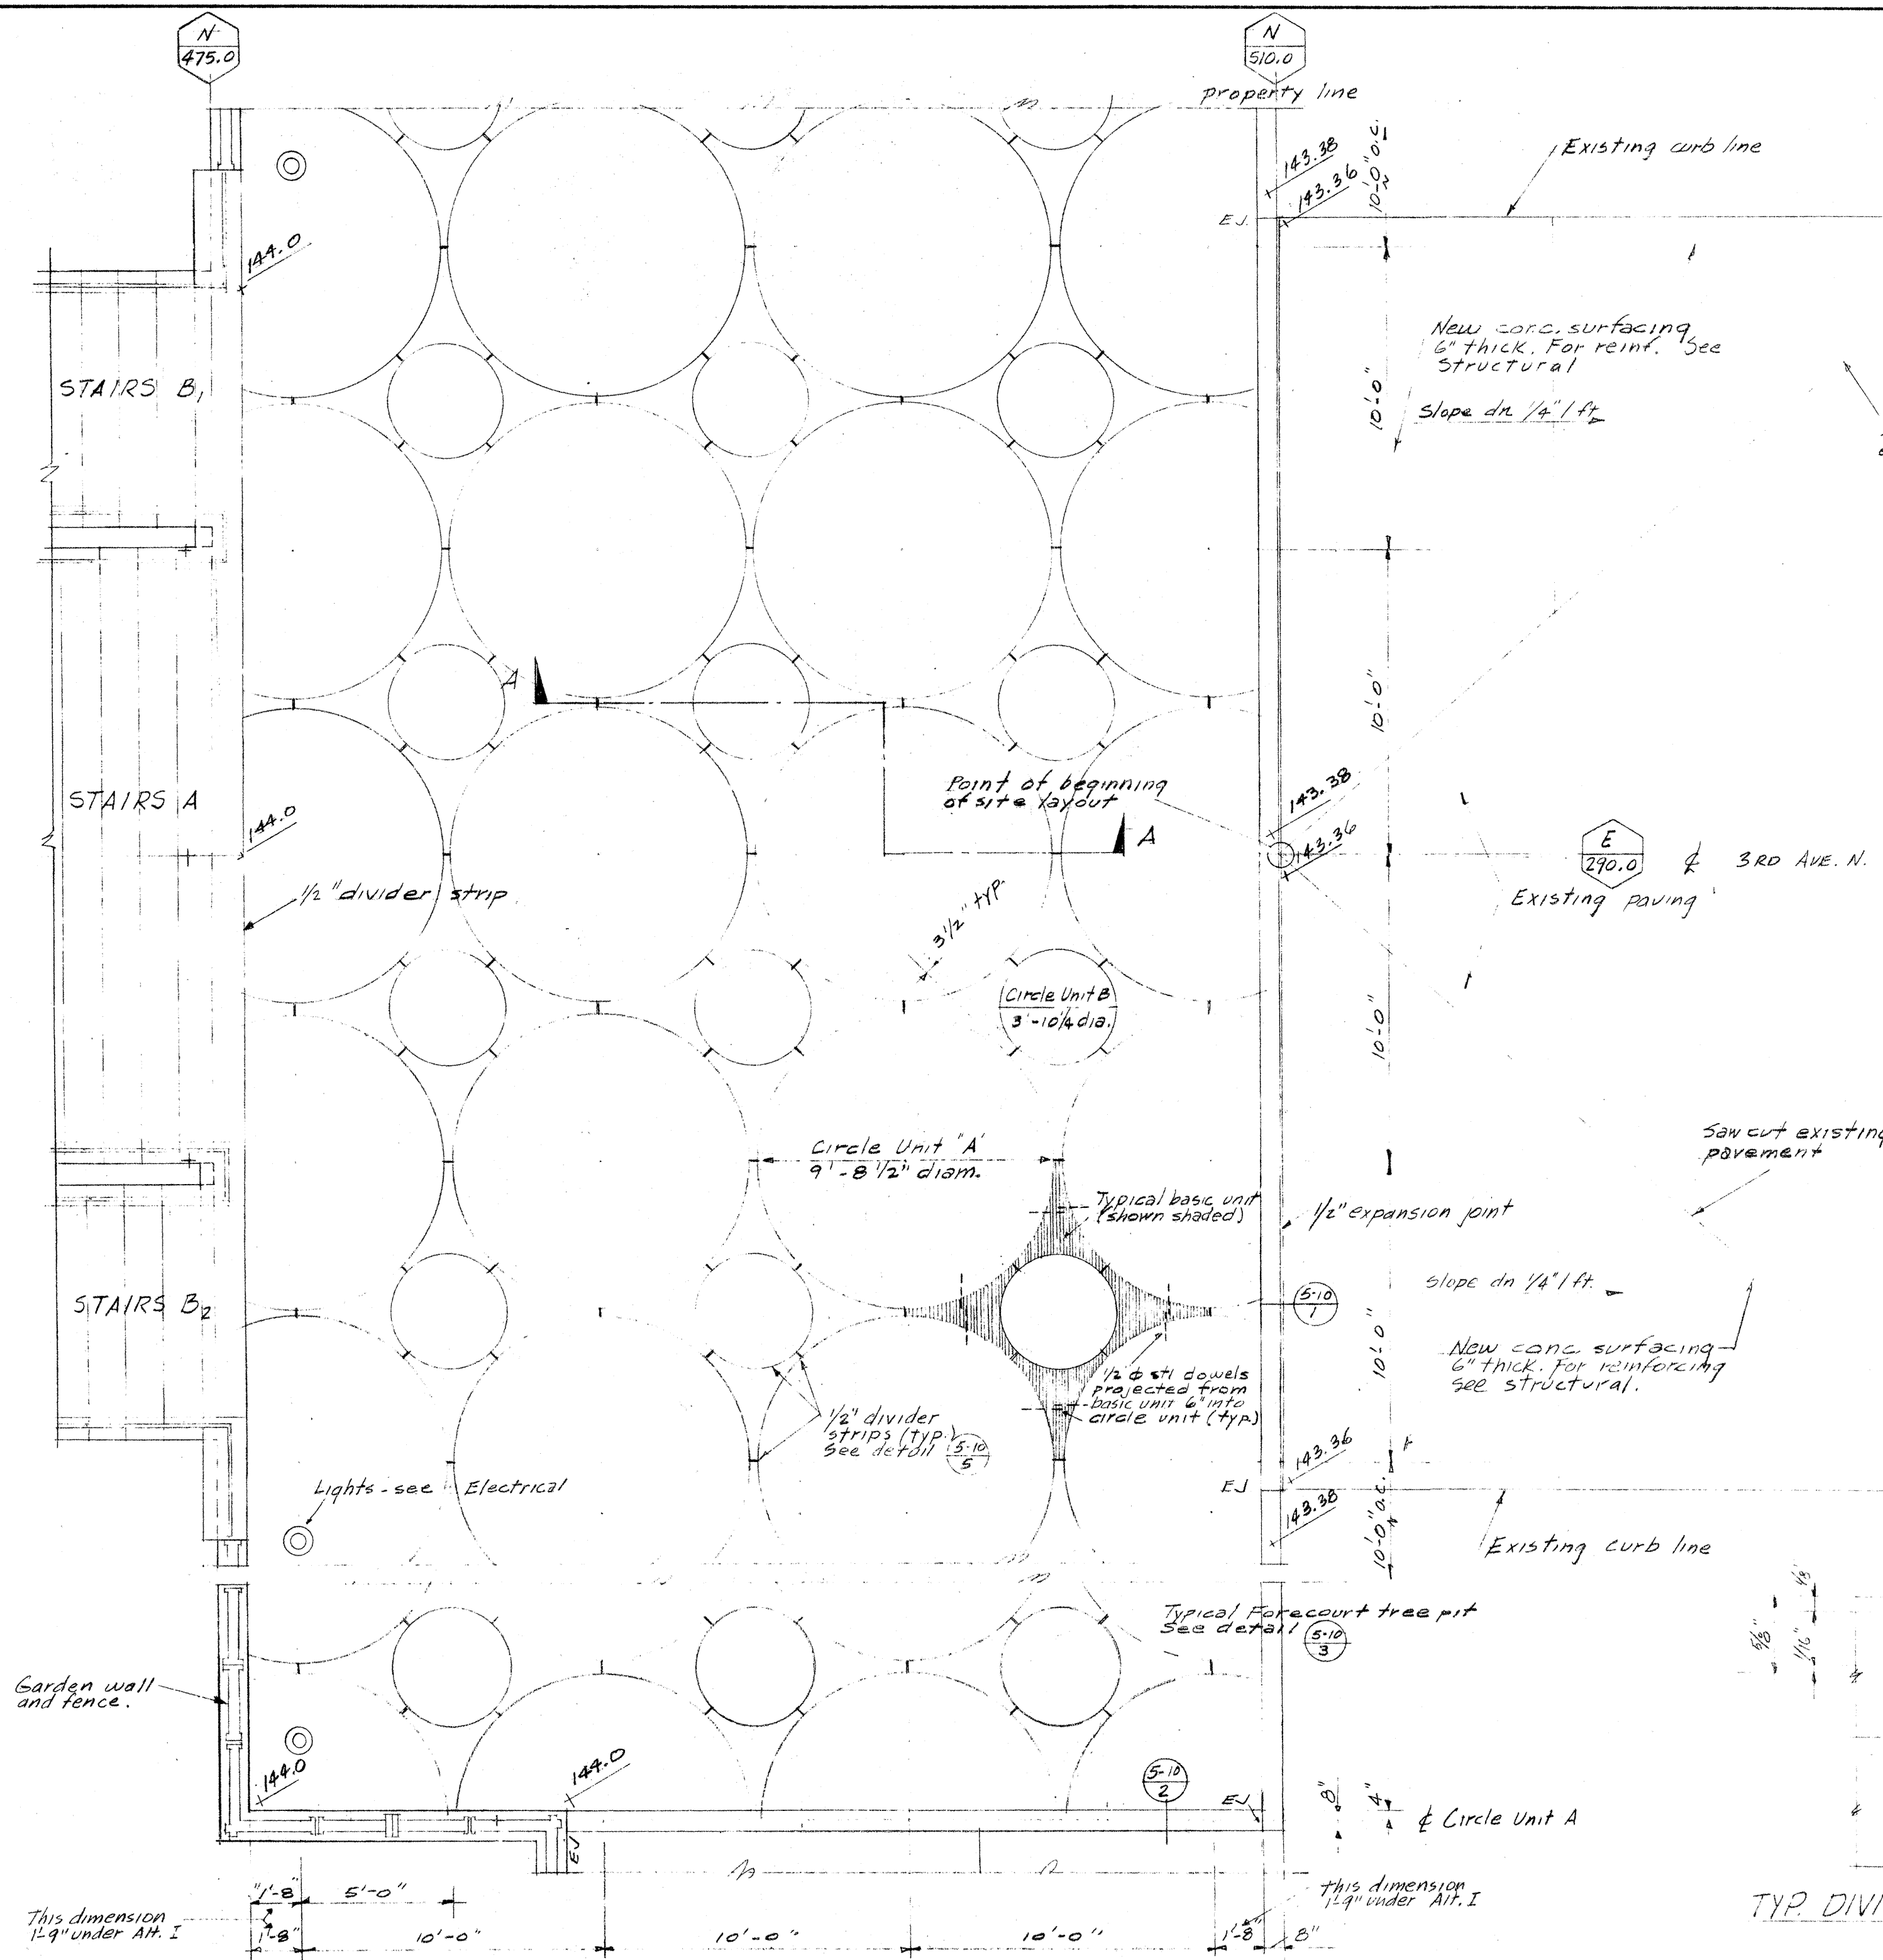 N
475.0
N
510.0
property line
143.38
143.36
10'-0" o.c.
Existing curb line
E.J.
144.0
New conc. surfacing
6" thick. For reinf. See
Structural
10'-0"
Slope dn 1/4" / ft.
STAIRS B1
A
10'-0"
Point of beginning
of site layout
143.38
143.36
A
STAIRS A
144.0
E
290.0
℄ 3RD AVE. N.
1/2" divider strip
Existing paving
3 1/2" typ.
Circle Unit B
3'-10 1/4 dia.
10'-0"
Saw cut existing
pavement
Circle Unit "A"
9'-8 1/2" diam.
Typical basic unit
(shown shaded)
1/2" expansion joint
Slope dn 1/4" / ft.
STAIRS B2
5-10
1
10'-0"
New conc. surfacing
6" thick. For reinforcing
see structural.
1/2 ϕ stl dowels
projected from
basic unit 6" into
circle unit (typ.)
1/2" divider
strips (typ.)
See detail
5-10
5
143.36
Lights - see Electrical
EJ
143.38
10'-0" o.c.
Existing curb line
Typical Forecourt tree pit
See detail
5-10
3
5/8"
1/16"
1/8
Garden wall
and fence.
144.0
144.0
5-10
2
EJ
8"
4"
℄ Circle Unit A
EJ
1'-8"
5'-0"
This dimension
1'-9" under Alt. I
This dimension
1'-9" under Alt. I
1'-8"
10'-0"
10'-0"
10'-0"
1'-8"
8"
TYP. DIVI